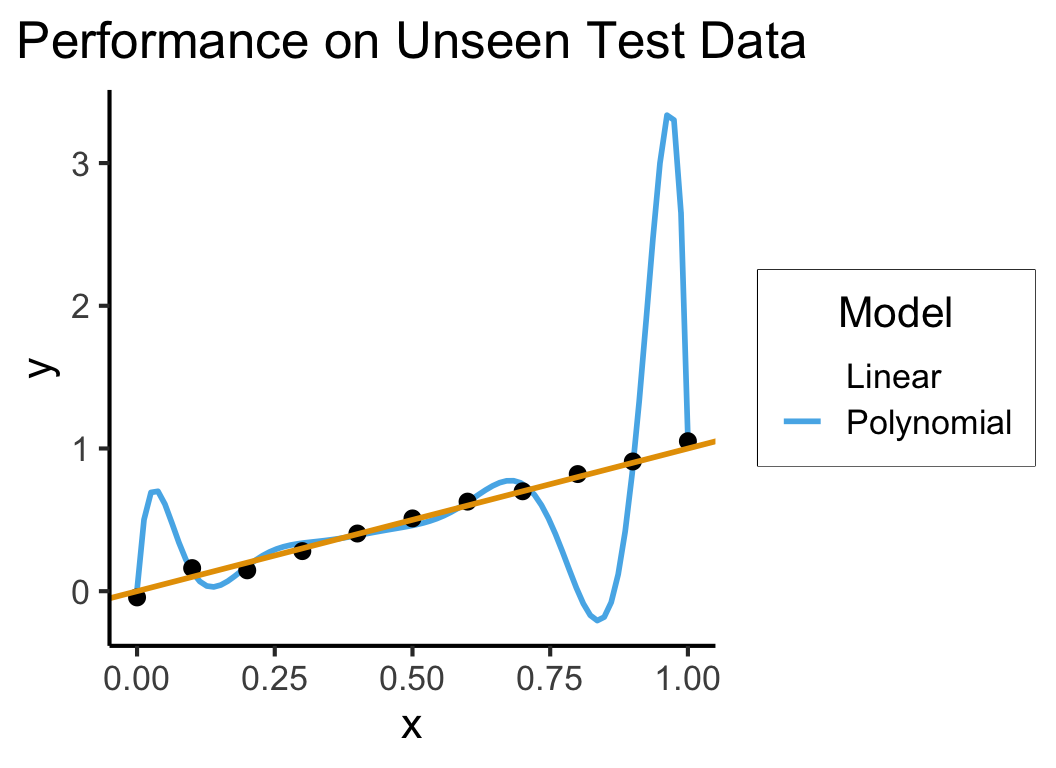 Performance on Unseen Test Data
3
2
1
0
y
0.00 0.25 0.50 0.75 1.00
x
Model
Linear
Polynomial